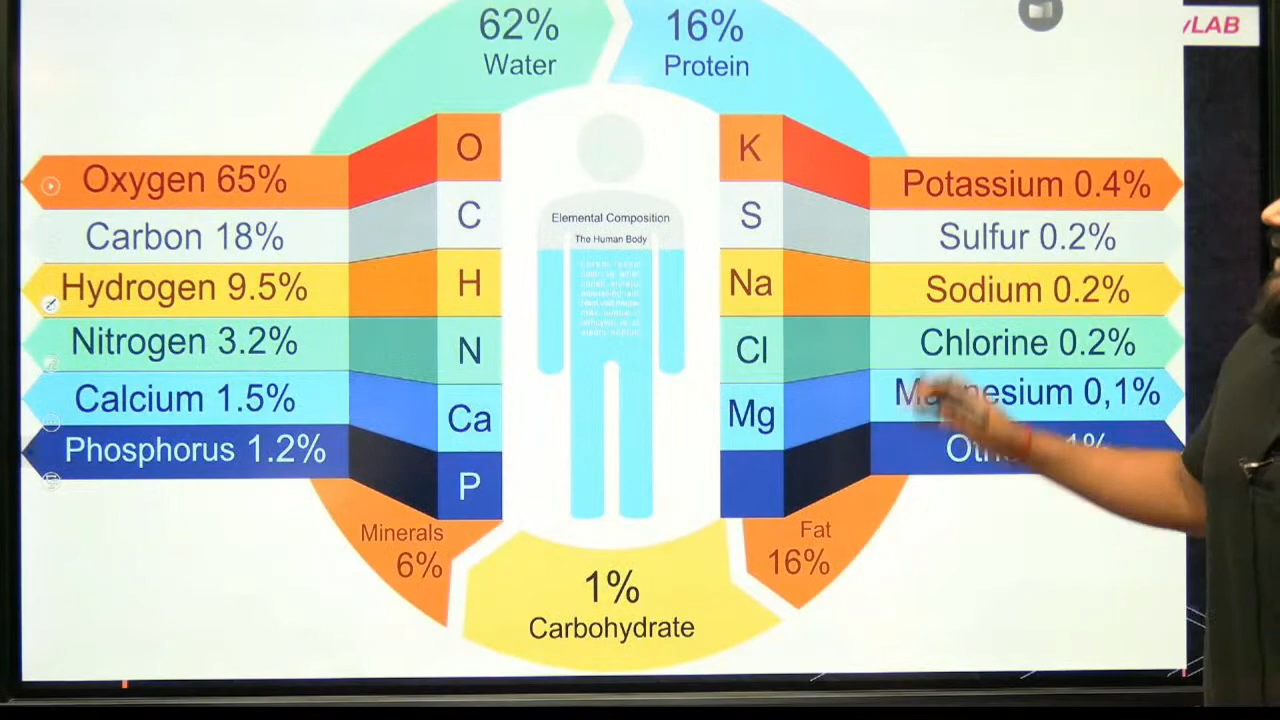 62%
Water
16%
Protein
yLAB
Oxygen 65%
Carbon 18%
Hydrogen 9.5%
Nitrogen 3.2%
Calcium 1.5%
Phosphorus 1.2%
O
C
H
N
Ca
P
Elemental Composition
The Human Body
K
S
Na
Cl
Mg
Potassium 0.4%
Sulfur 0.2%
Sodium 0.2%
Chlorine 0.2%
Magnesium 0,1%
1%
Minerals
6%
1%
Carbohydrate
Fat
16%